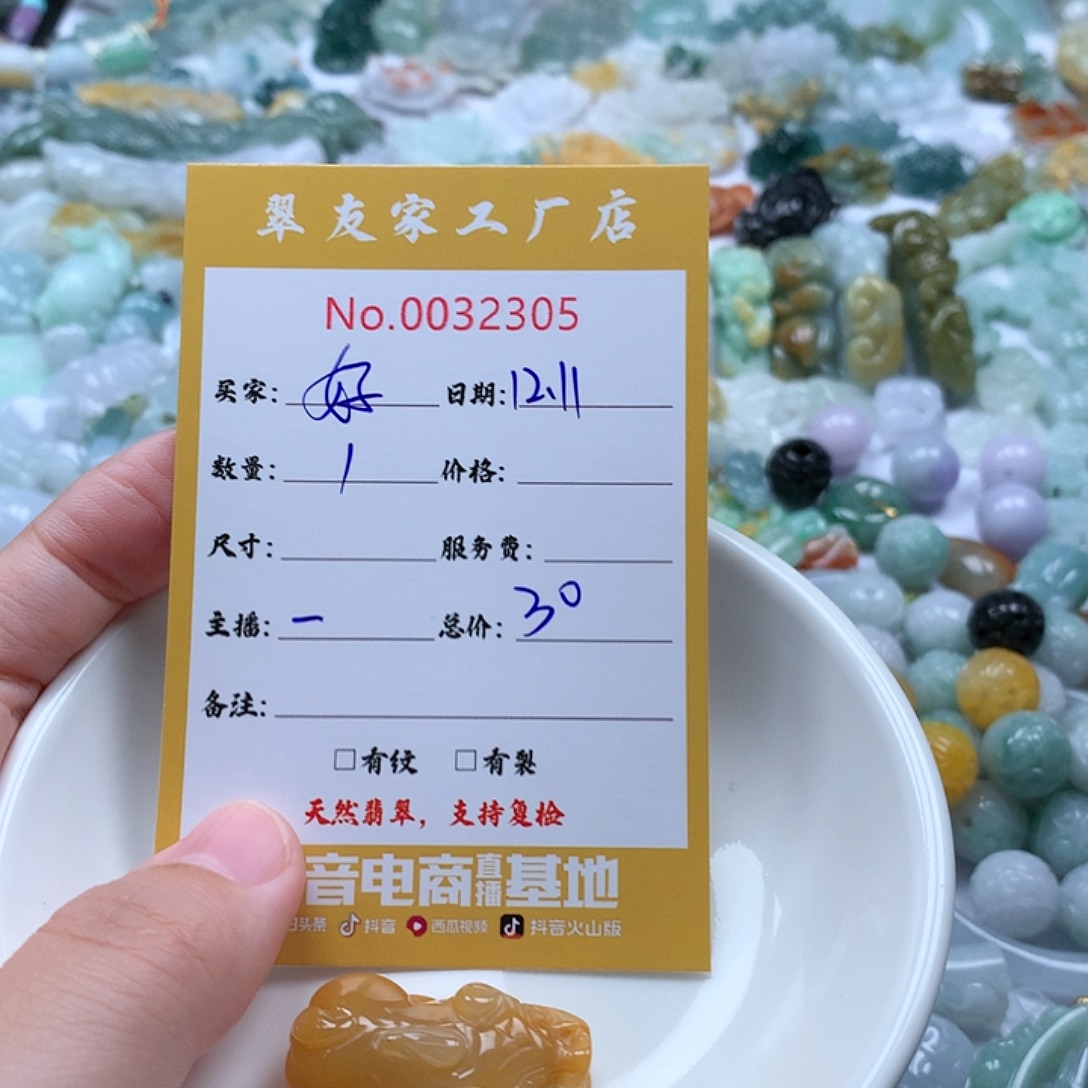 翠友家工厂店
No.0032305
买家: 好 日期: 12.11
数量: 1 价格:
尺寸: 服务费:
主播: 一 总价: 30
备注:
□有纹 □有裂
天然翡翠，支持复检
音电商直播基地
头条 抖音 西瓜视频 抖音火山版